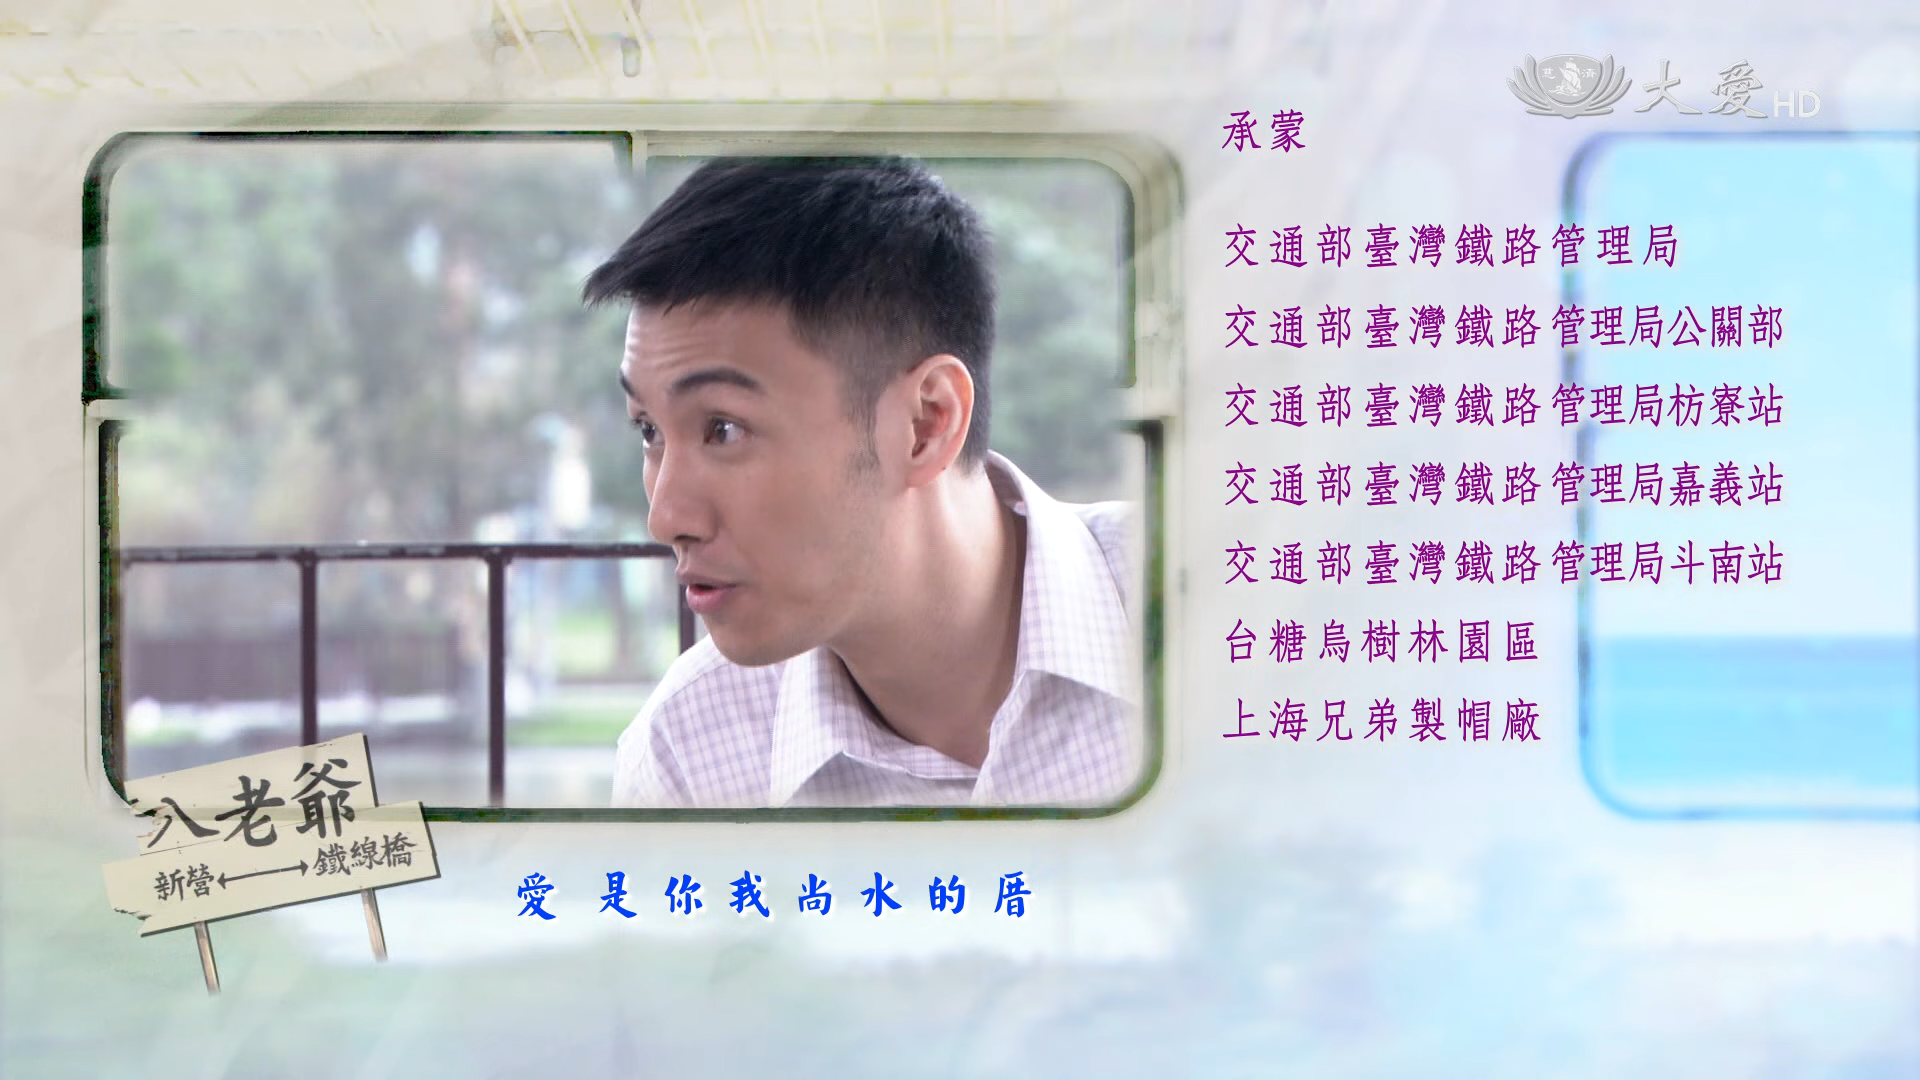 慈濟
大愛HD
承蒙
交通部臺灣鐵路管理局
交通部臺灣鐵路管理局公關部
交通部臺灣鐵路管理局枋寮站
交通部臺灣鐵路管理局嘉義站
交通部臺灣鐵路管理局斗南站
台糖烏樹林園區
上海兄弟製帽廠
八老爺
新營←→鐵線橋
愛是你我尚水的厝